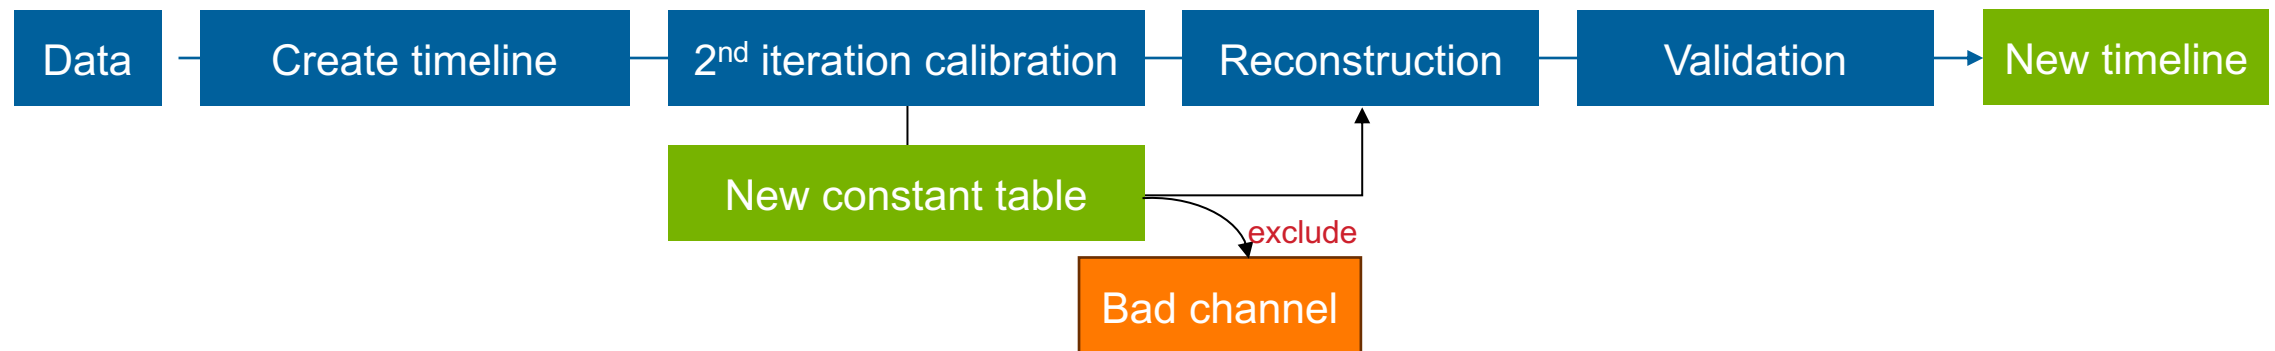 Data
Create timeline
2nd iteration calibration
Reconstruction
Validation
New timeline
New constant table
exclude
Bad channel